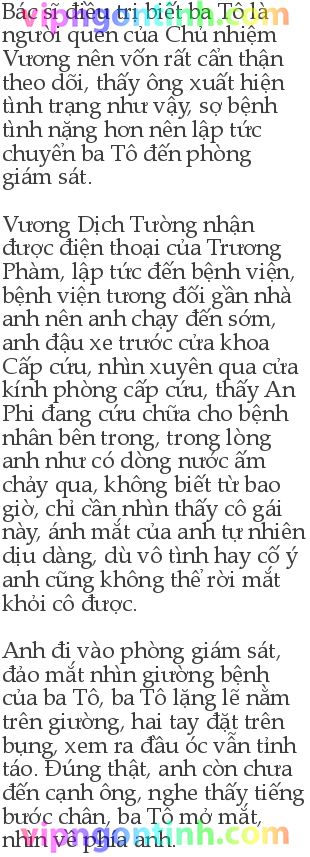 Bác sĩ điều trị biết ba Tô là
người quen của Chủ nhiệm
Vương nên vốn rất cẩn thận
theo dõi, thấy ông xuất hiện
tình trạng như vậy, sợ bệnh
tình nặng hơn nên lập tức
chuyển ba Tô đến phòng
giám sát.
Vương Dịch Tường nhận
được điện thoại của Trương
Phàm, lập tức đến bệnh viện,
bệnh viện tương đối gần nhà
anh nên anh chạy đến sớm,
anh đậu xe trước cửa khoa
Cấp cứu, nhìn xuyên qua cửa
kính phòng cấp cứu, thấy An
Phi đang cứu chữa cho bệnh
nhân bên trong, trong lòng
anh như có dòng nước ấm
chảy qua, không biết từ bao
giờ, chỉ cần nhìn thấy cô gái
này, ánh mắt của anh tự nhiên
dịu dàng, dù vô tình hay cố ý
anh cũng không thể rời mắt
khỏi cô được.
Anh đi vào phòng giám sát,
đảo mắt nhìn giường bệnh
của ba Tô, ba Tô lặng lẽ nằm
trên giường, hai tay đặt trên
bụng, xem ra đầu óc vẫn tỉnh
táo. Đúng thật, anh còn chưa
đến cạnh ông, nghe thấy tiếng
bước chân, ba Tô mở mắt,
nhìn về phía anh.
vipngontinh.com
vipngontinh.com